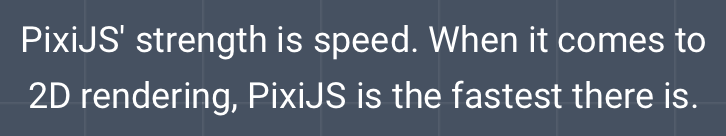 PixiJS' strength is speed. When it comes to
2D rendering, PixiJS is the fastest there is.